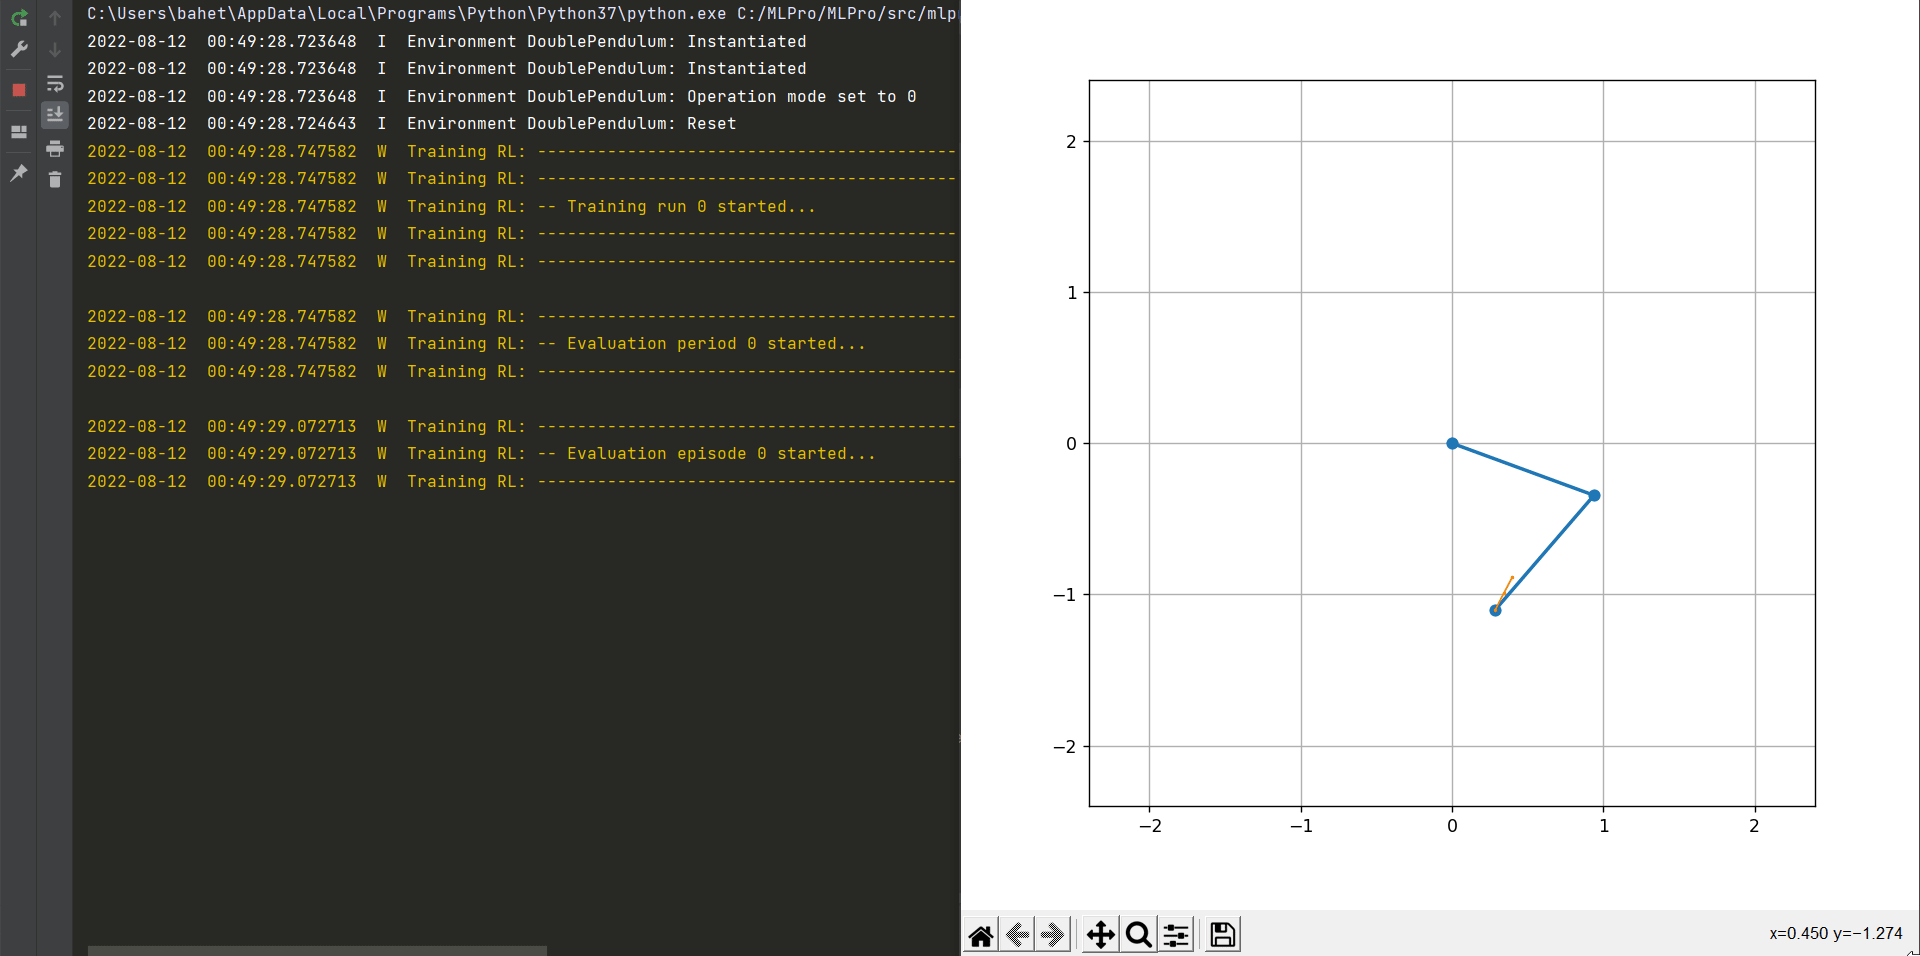 C:\Users\bahet\AppData\Local\Programs\Python\Python37\python.exe C:/MLPro/MLPro/src/mlp
2022-08-12  00:49:28.723648  I  Environment DoublePendulum: Instantiated
2022-08-12  00:49:28.723648  I  Environment DoublePendulum: Instantiated
2022-08-12  00:49:28.723648  I  Environment DoublePendulum: Operation mode set to 0
2022-08-12  00:49:28.724643  I  Environment DoublePendulum: Reset
2022-08-12  00:49:28.747582  W  Training RL: ------------------------------------------
2022-08-12  00:49:28.747582  W  Training RL: ------------------------------------------
2022-08-12  00:49:28.747582  W  Training RL: -- Training run 0 started...
2022-08-12  00:49:28.747582  W  Training RL: ------------------------------------------
2022-08-12  00:49:28.747582  W  Training RL: ------------------------------------------
2022-08-12  00:49:28.747582  W  Training RL: ------------------------------------------
2022-08-12  00:49:28.747582  W  Training RL: -- Evaluation period 0 started...
2022-08-12  00:49:28.747582  W  Training RL: ------------------------------------------
2022-08-12  00:49:29.072713  W  Training RL: ------------------------------------------
2022-08-12  00:49:29.072713  W  Training RL: -- Evaluation episode 0 started...
2022-08-12  00:49:29.072713  W  Training RL: ------------------------------------------
2
1
0
−1
−2
−2 −1 0 1 2
x=0.450 y=−1.274